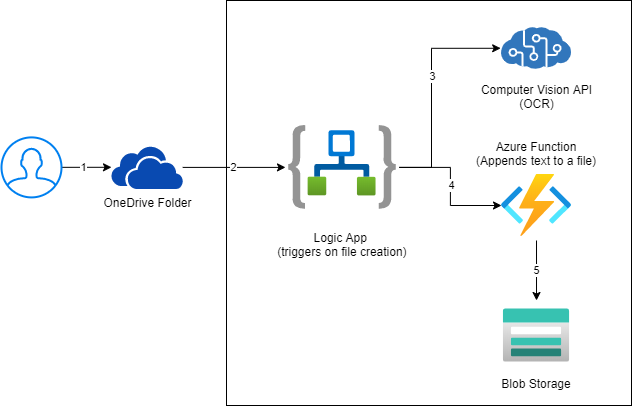 1
OneDrive Folder
2
Logic App
(triggers on file creation)
3
Computer Vision API
(OCR)
4
Azure Function
(Appends text to a file)
5
Blob Storage